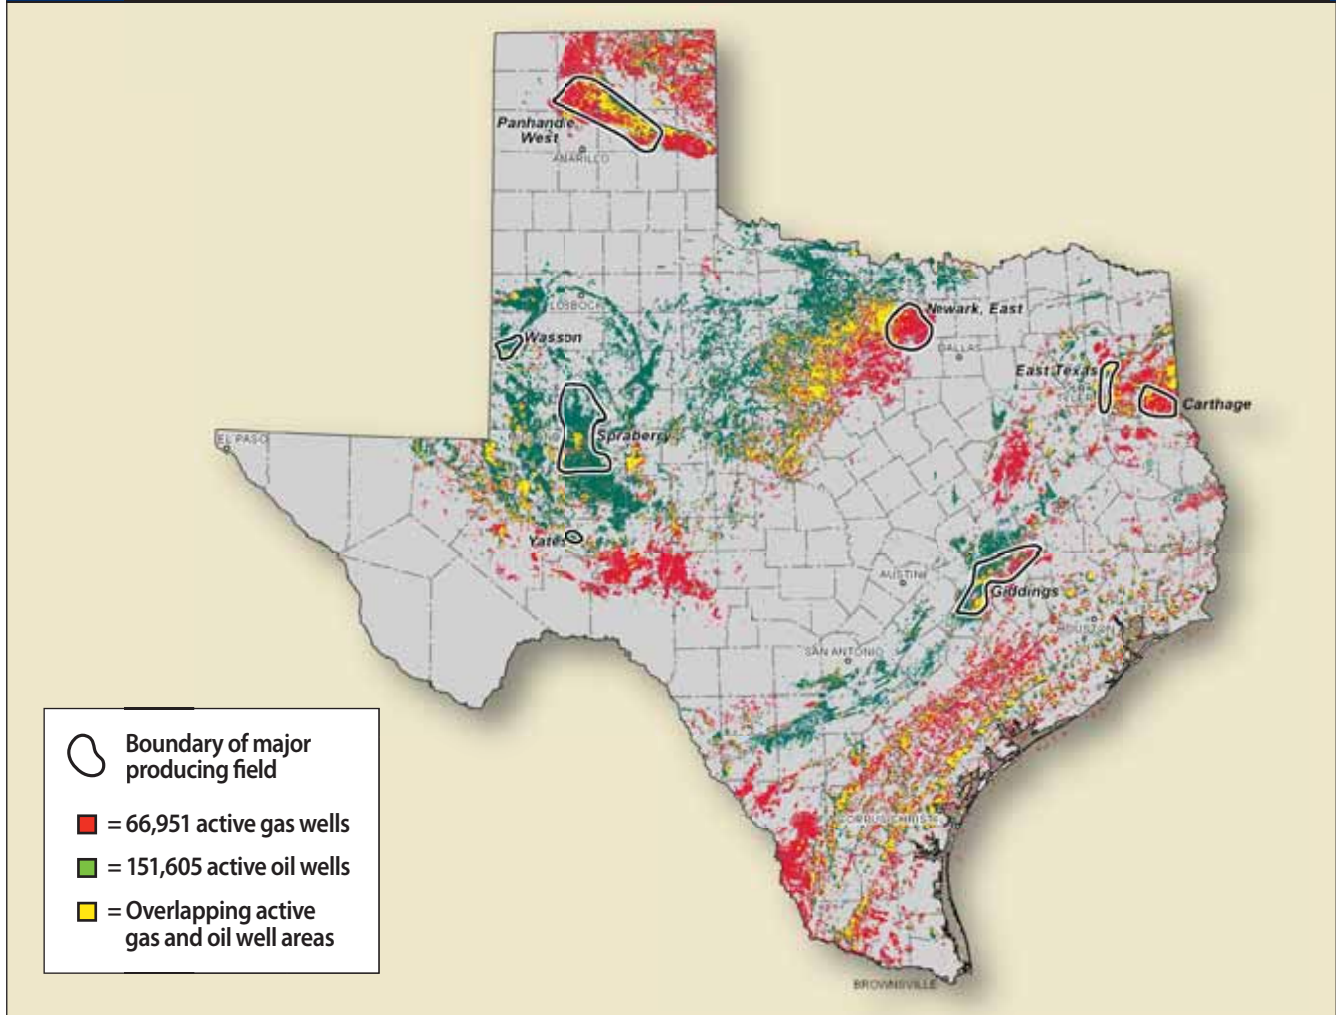 Panhandle,
West
AMARILLO
LUBBOCK
Wasson
Newark, East
DALLAS
East Texas
TYLER
Carthage
EL PASO
Spraberry
Yates
AUSTIN
Giddings
HOUSTON
SAN ANTONIO
CORPUS CHRISTI
BROWNSVILLE
Boundary of major
producing field
= 66,951 active gas wells
= 151,605 active oil wells
= Overlapping active
gas and oil well areas